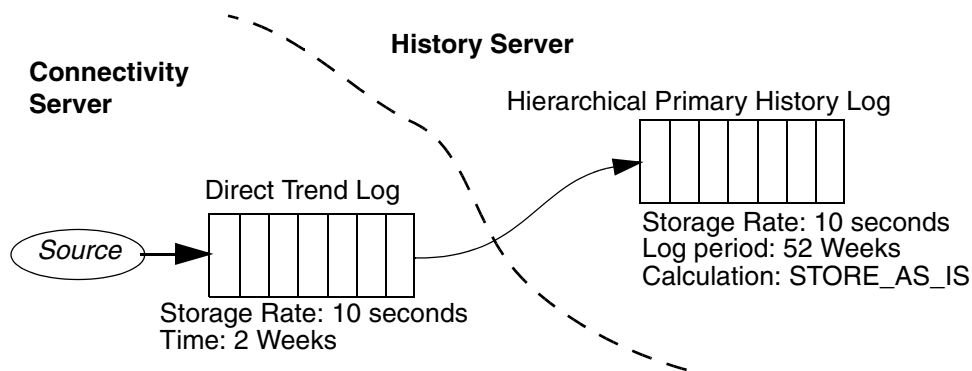 History Server
Connectivity
Server
Hierarchical Primary History Log
Direct Trend Log
Source
Storage Rate: 10 seconds
Log period: 52 Weeks
Calculation: STORE_AS_IS
Storage Rate: 10 seconds
Time: 2 Weeks